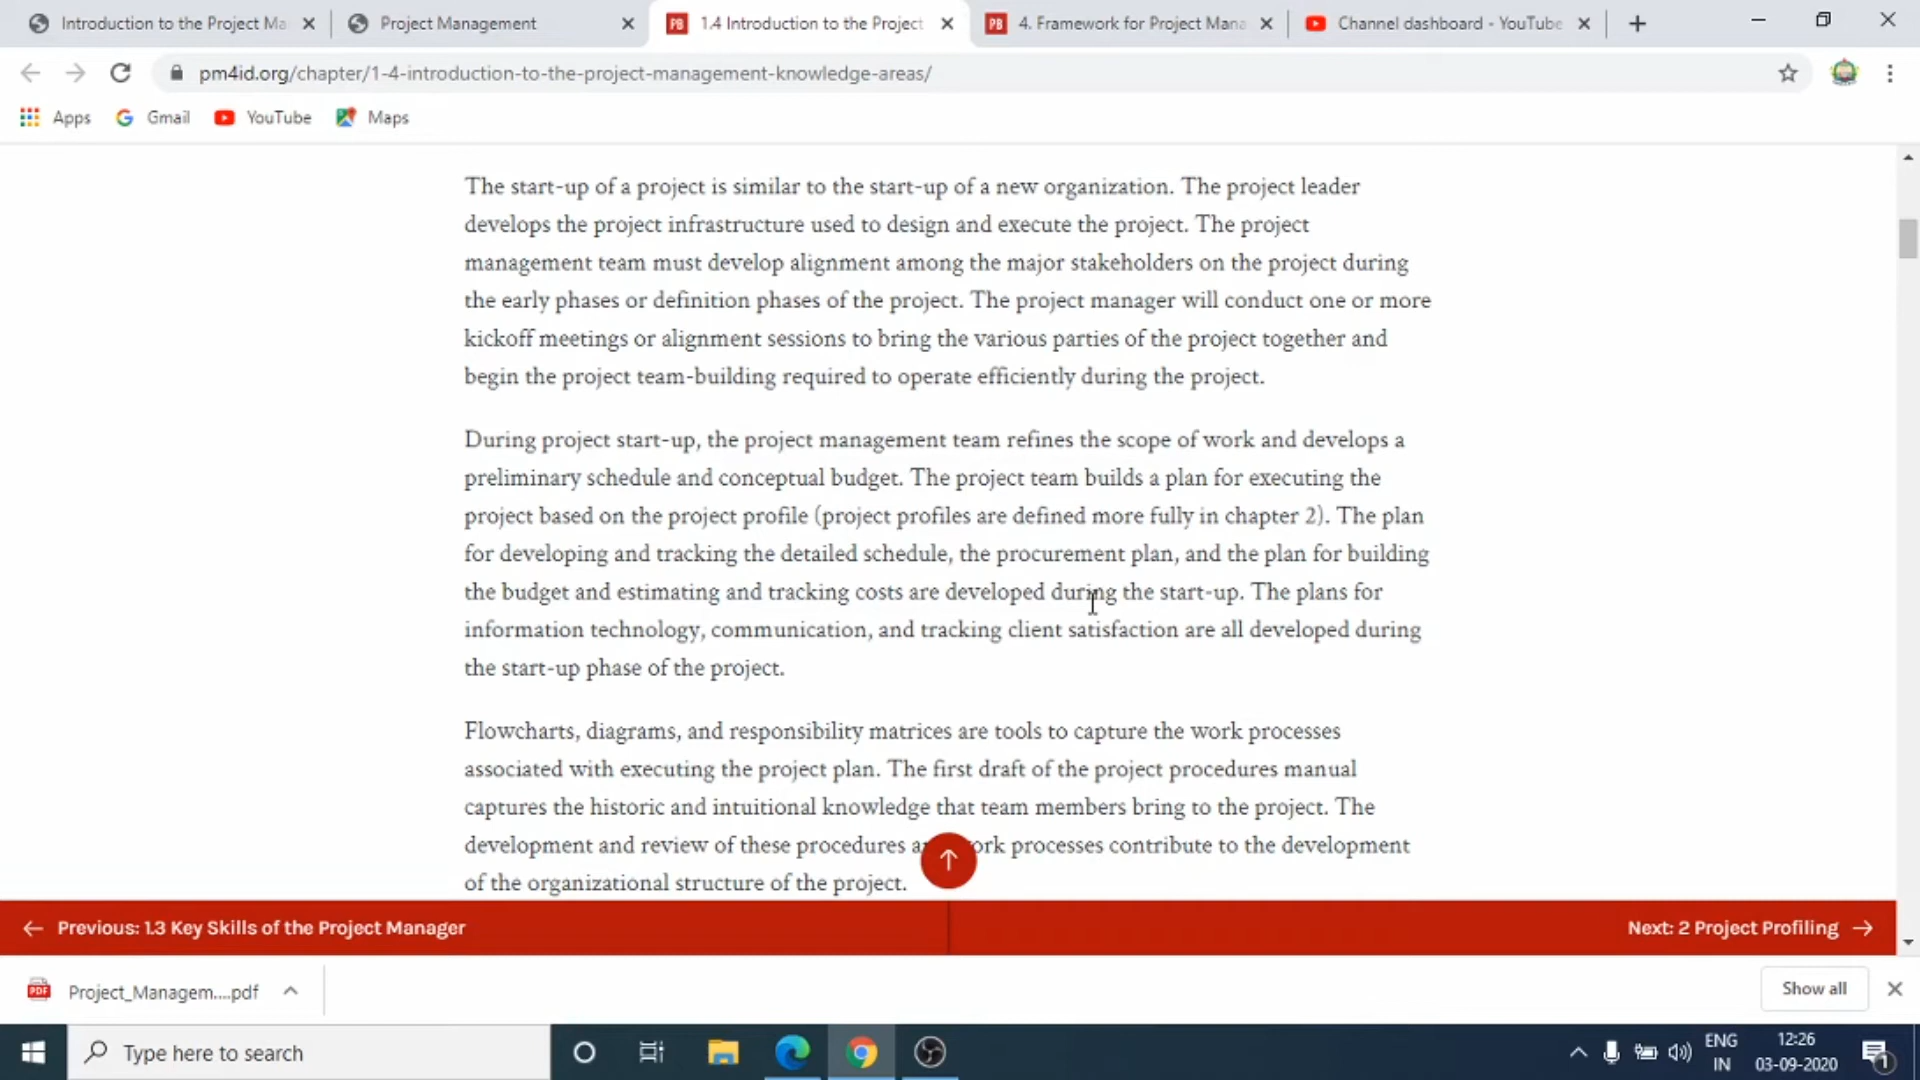 Introduction to the Project Ma
Project Management
1.4 Introduction to the Project
4. Framework for Project Mana
Channel dashboard - YouTube
pm4id.org/chapter/1-4-introduction-to-the-project-management-knowledge-areas/
Apps
Gmail
YouTube
Maps
The start-up of a project is similar to the start-up of a new organization. The project leader
develops the project infrastructure used to design and execute the project. The project
management team must develop alignment among the major stakeholders on the project during
the early phases or definition phases of the project. The project manager will conduct one or more
kickoff meetings or alignment sessions to bring the various parties of the project together and
begin the project team-building required to operate efficiently during the project.
During project start-up, the project management team refines the scope of work and develops a
preliminary schedule and conceptual budget. The project team builds a plan for executing the
project based on the project profile (project profiles are defined more fully in chapter 2). The plan
for developing and tracking the detailed schedule, the procurement plan, and the plan for building
the budget and estimating and tracking costs are developed during the start-up. The plans for
information technology, communication, and tracking client satisfaction are all developed during
the start-up phase of the project.
Flowcharts, diagrams, and responsibility matrices are tools to capture the work processes
associated with executing the project plan. The first draft of the project procedures manual
captures the historic and intuitional knowledge that team members bring to the project. The
development and review of these procedures processes contribute to the development
of the organizational structure of the project.
Previous: 1.3 Key Skills of the Project Manager
Next: 2 Project Profiling
Project_Managem....pdf
Show all
Type here to search
ENG
IN
12:26
03-09-2020
1